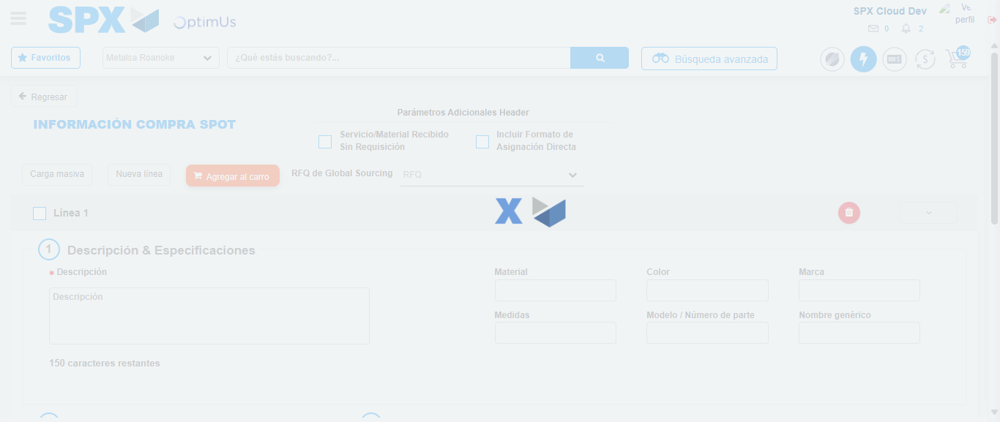 SPX OptimUs
SPX Cloud Dev
Ve
perfil
0 2
Favoritos
Metalsa Roanoke
¿Qué estás buscando?...
Búsqueda avanzada
159
Regresar
INFORMACIÓN COMPRA SPOT
Parámetros Adicionales Header
Servicio/Material Recibido
Sin Requisición
Incluir Formato de
Asignación Directa
Carga masiva
Nueva línea
Agregar al carro
RFQ de Global Sourcing
RFQ
Línea 1
X
1 Descripción & Especificaciones
* Descripción
Material
Color
Marca
Descripción
Medidas
Modelo / Número de parte
Nombre genérico
150 caracteres restantes